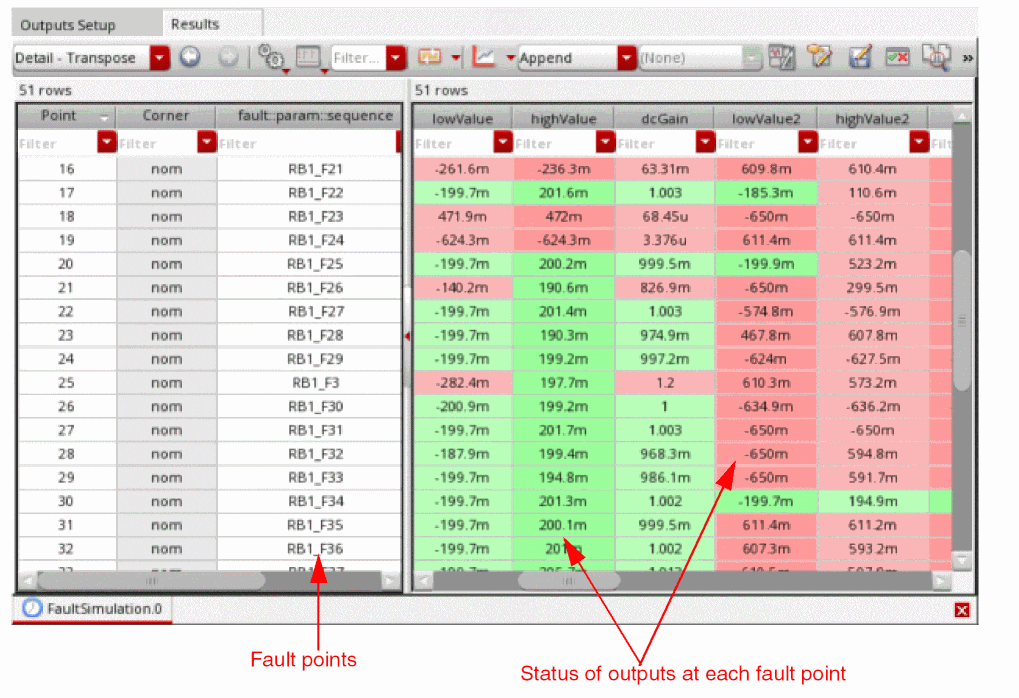 Outputs Setup Results
Detail - Transpose Filter... Append (None) »
51 rows 51 rows
Point Corner fault::param::sequence lowValue highValue dcGain lowValue2 highValue2
Filter Filter Filter Filter Filter Filter Filter Filter Filt
16 nom RB1_F21 -261.6m -236.3m 63.31m 609.8m 610.4m
17 nom RB1_F22 -199.7m 201.6m 1.003 -185.3m 110.6m
18 nom RB1_F23 471.9m 472m 68.45u -650m -650m
19 nom RB1_F24 -624.3m -624.3m 3.376u 611.4m 611.4m
20 nom RB1_F25 -199.7m 200.2m 999.5m -199.9m 523.2m
21 nom RB1_F26 -140.2m 190.6m 826.9m -650m 299.5m
22 nom RB1_F27 -199.7m 201.4m 1.003 -574.8m -576.9m
23 nom RB1_F28 -199.7m 190.3m 974.9m 467.8m 607.8m
24 nom RB1_F29 -199.7m 199.2m 997.2m -624m -627.5m
25 nom RB1_F3 -282.4m 197.7m 1.2 610.3m 573.2m
26 nom RB1_F30 -200.9m 199.2m 1 -634.9m -636.2m
27 nom RB1_F31 -199.7m 201.7m 1.003 -650m -650m
28 nom RB1_F32 -187.9m 199.4m 968.3m -650m 594.8m
29 nom RB1_F33 -199.7m 194.8m 986.1m -650m 591.7m
30 nom RB1_F34 -199.7m 201.3m 1.002 -199.7m 194.9m
31 nom RB1_F35 -199.7m 200.1m 999.5m 611.4m 611.2m
32 nom RB1_F36 -199.7m 1.002 607.3m 593.2m
FaultSimulation.0
Fault points
Status of outputs at each fault point